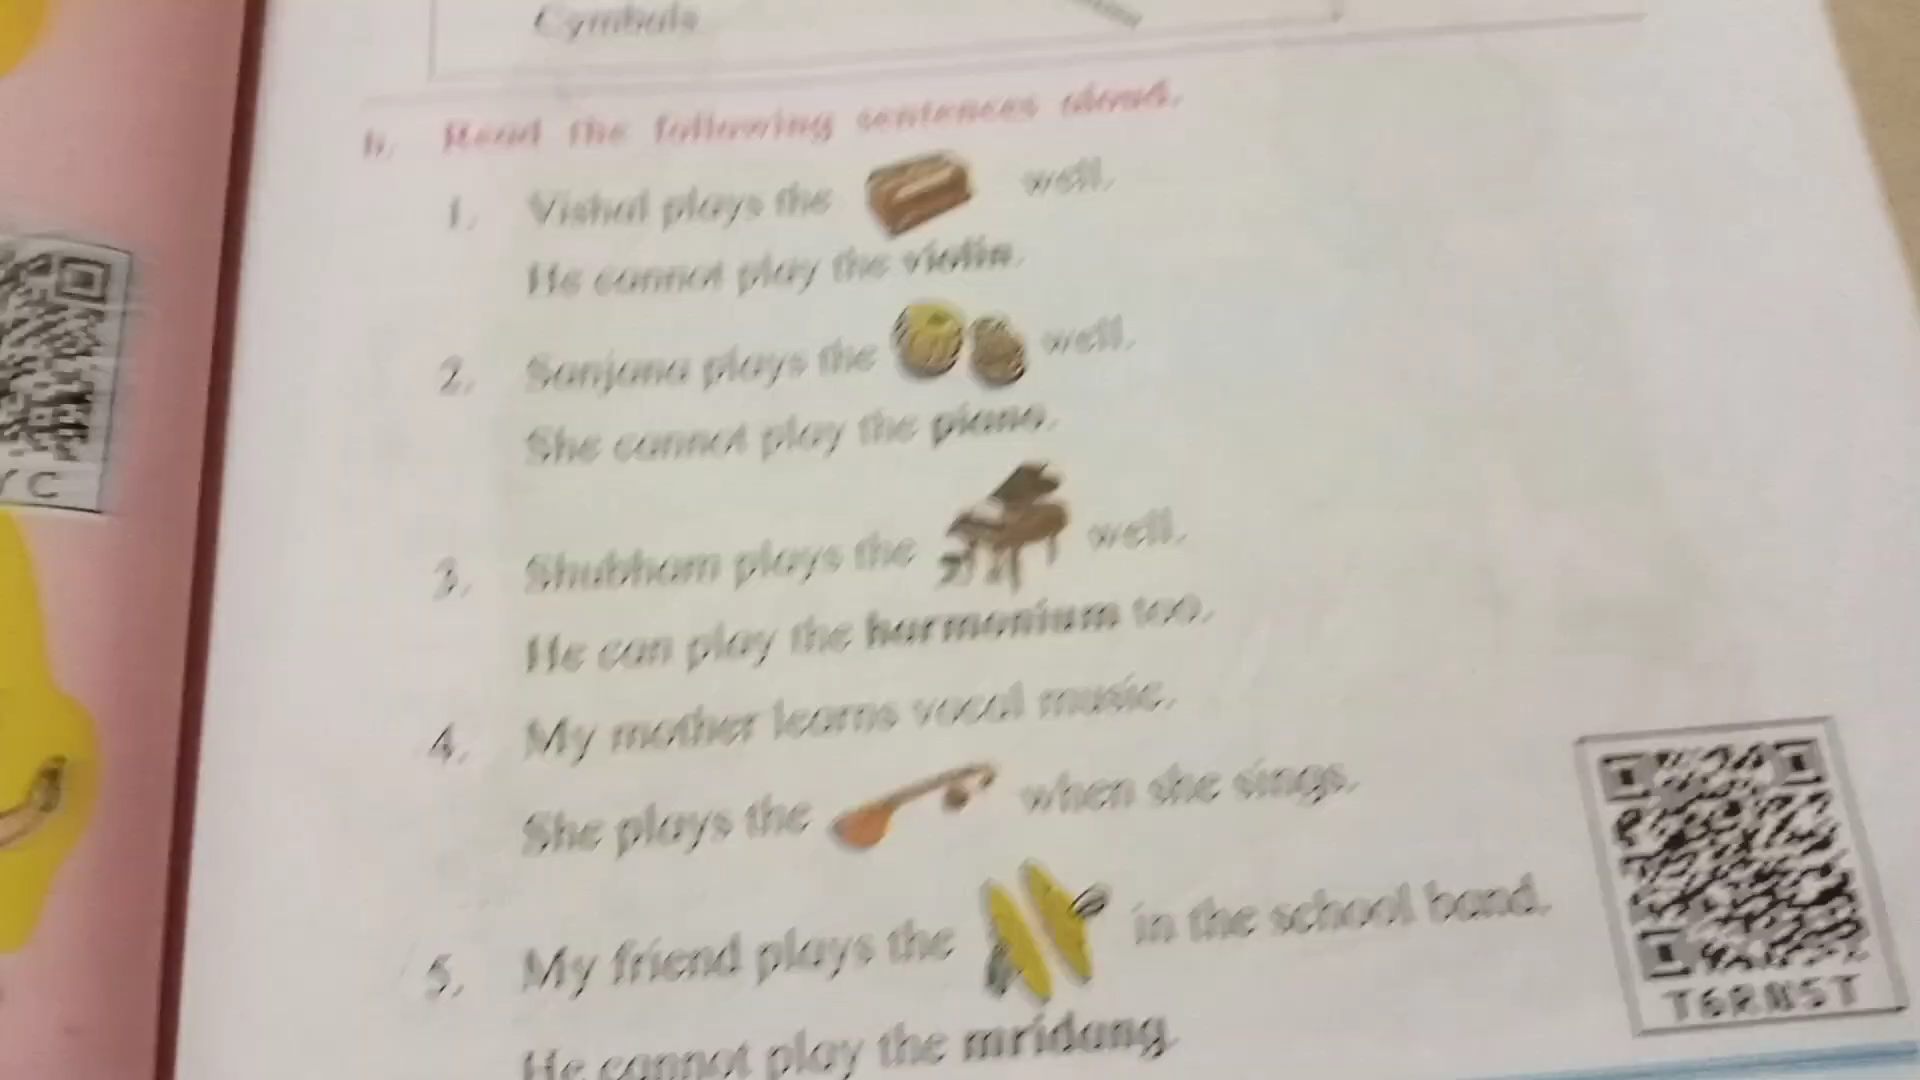 Cymbals
b. Read the following sentences aloud.
1. Vishal plays the well.
He cannot play the violin.
2. Sanjana plays the well.
She cannot play the piano.
3. Shubham plays the well.
He can play the harmonium too.
4. My mother learns vocal music.
She plays the when she sings.
5. My friend plays the in the school band.
He cannot play the mridang.
YC
T6RN5T